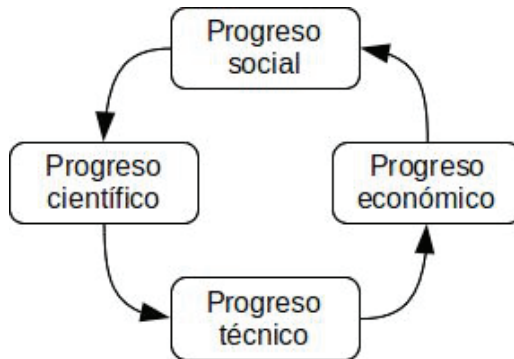 Progreso
social
Progreso
científico
Progreso
económico
Progreso
técnico